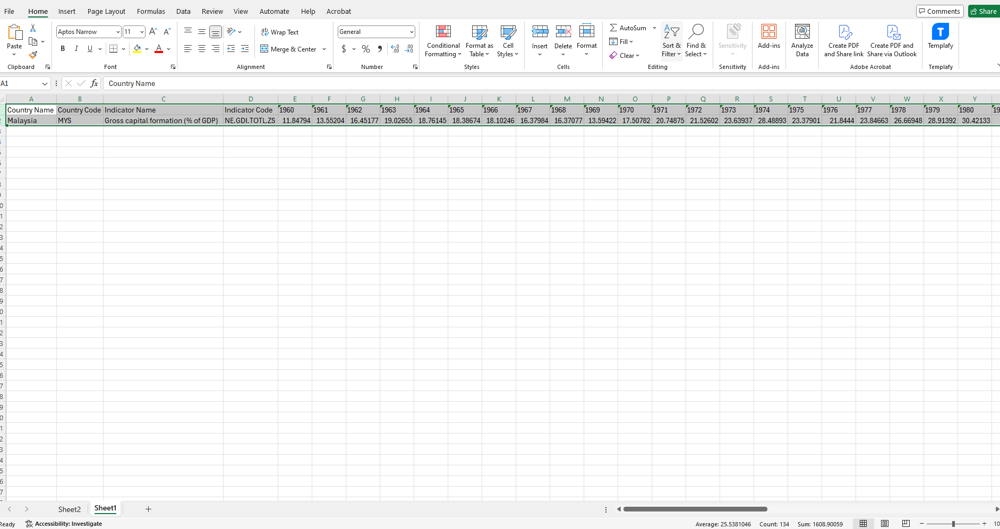 File Home Insert Page Layout Formulas Data Review View Automate Help Acrobat Comments Share
Aptos Narrow 11 Wrap Text General AutoSum
Paste Conditional Formatting Format as Table Cell Styles Insert Delete Format Fill Sort & Filter Find & Select Sensitivity Add-ins Analyze Data Create PDF and Share link Create PDF and Share via Outlook Templafy
B I U A Merge & Center $ % Clear
Clipboard Font Alignment Number Styles Cells Editing Sensitivity Add-ins Adobe Acrobat Templafy
A1 fx Country Name
A B C D E F G H I J K L M N O P Q R S T U V W X Y
Country Name Country Code Indicator Name Indicator Code 1960 1961 1962 1963 1964 1965 1966 1967 1968 1969 1970 1971 1972 1973 1974 1975 1976 1977 1978 1979 1980 19
Malaysia MYS Gross capital formation (% of GDP) NE.GDI.TOTL.ZS 11.84794 13.55204 16.45177 19.02655 18.76145 18.38674 18.10246 16.37984 16.37077 13.59422 17.50782 20.74875 21.52602 23.63937 28.48893 23.37901 21.8444 23.84663 26.66948 28.91392 30.42133
Sheet2 Sheet1
Ready Accessibility: Investigate Average: 25.5381046 Count: 134 Sum: 1608.90059 10